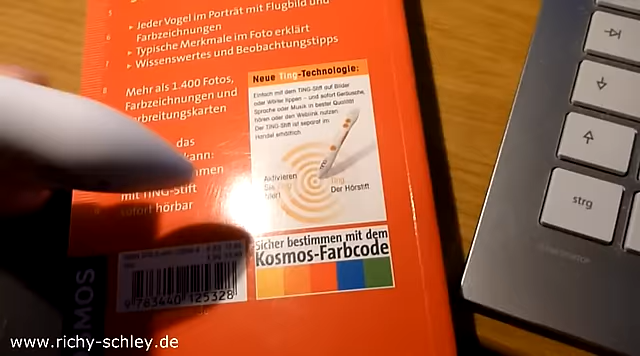 ▸ Jeder Vogel im Porträt mit Flugbild und
Farbzeichnungen
▸ Typische Merkmale im Foto erklärt
▸ Wissenswertes und Beobachtungstipps
Mehr als 1.400 Fotos,
Farbzeichnungen und
das
kann:
mit TING-Stift
sofort hörbar
Neue Ting-Technologie:
Einfach mit dem TING-Stift auf Bilder
oder Wörter tippen – und sofort Geräusche,
Sprache oder Musik in bester Qualität
hören oder den Weblink nutzen.
Der TING-Stift ist separat im
Handel erhältlich.
Aktivieren
Sie
hier!
Ting
Der Hörstift
Sicher bestimmen mit dem
Kosmos-Farbcode
9 783440 125328
strg
www.richy-schley.de